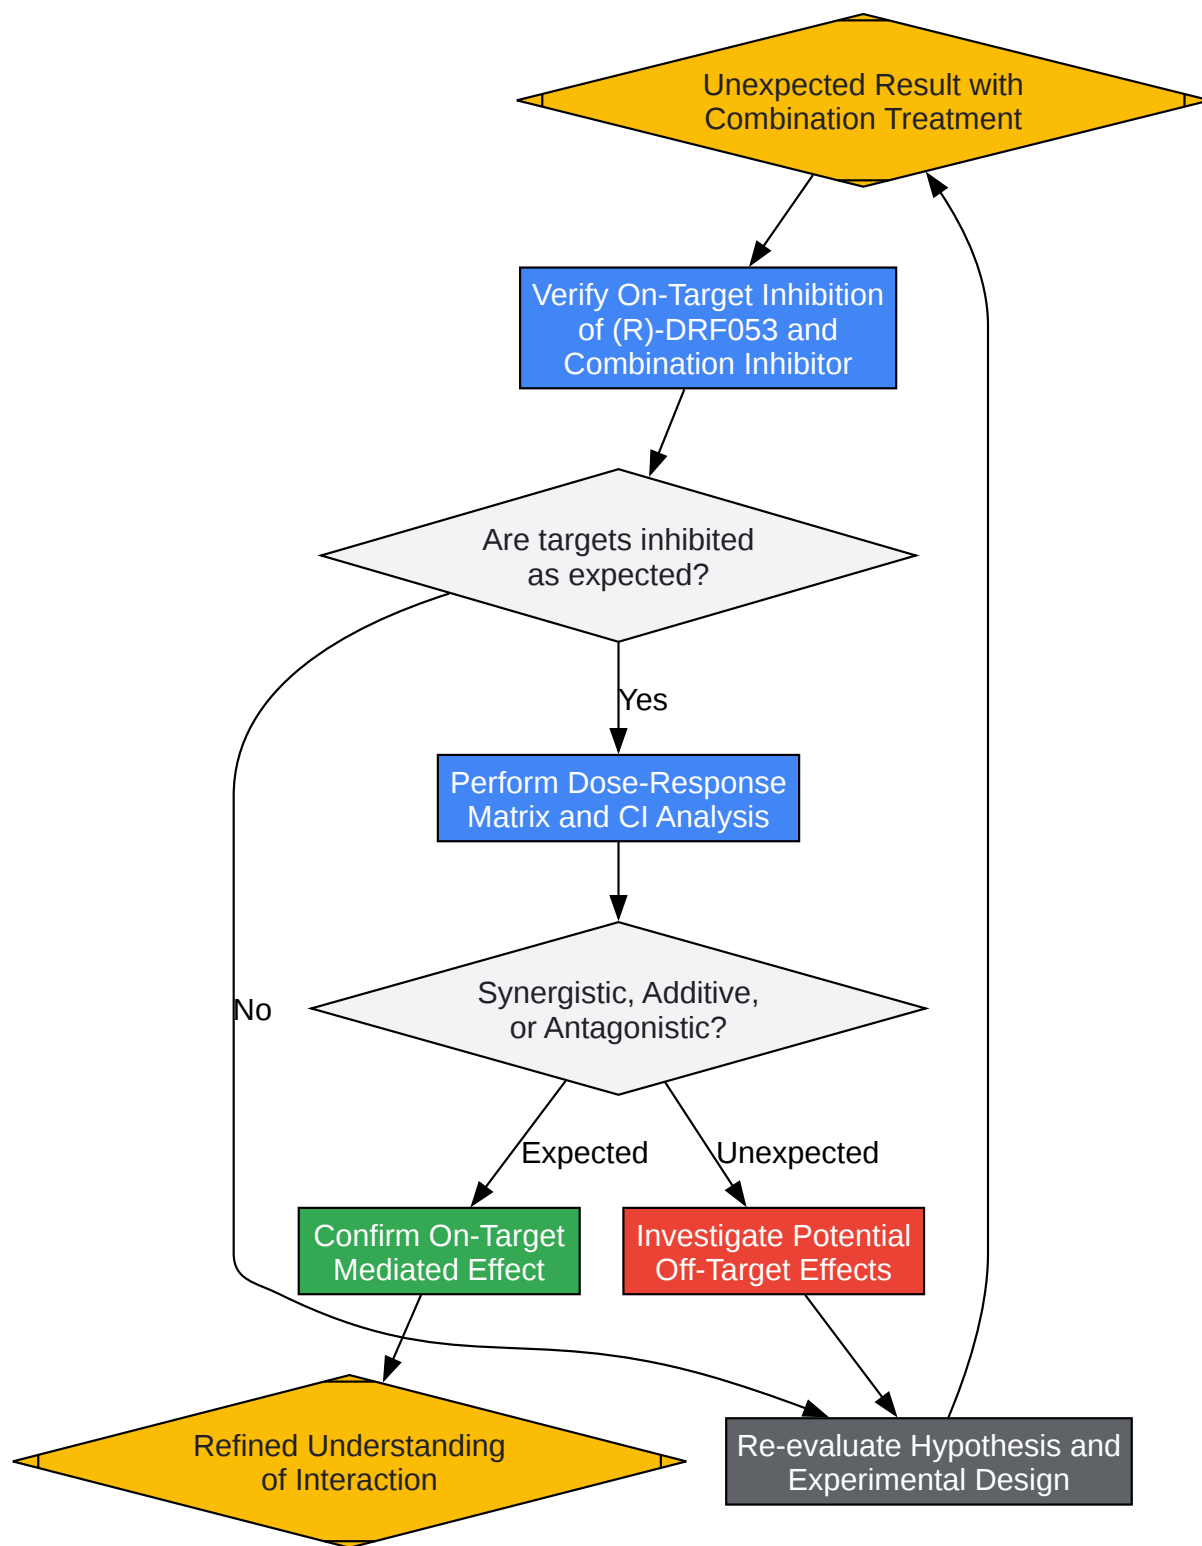 Unexpected Result with
Combination Treatment
Verify On-Target Inhibition
of (R)-DRF053 and
Combination Inhibitor
Are targets inhibited
as expected?
Yes
Perform Dose-Response
Matrix and CI Analysis
Synergistic, Additive,
or Antagonistic?
No
Expected
Unexpected
Confirm On-Target
Mediated Effect
Investigate Potential
Off-Target Effects
Refined Understanding
of Interaction
Re-evaluate Hypothesis and
Experimental Design